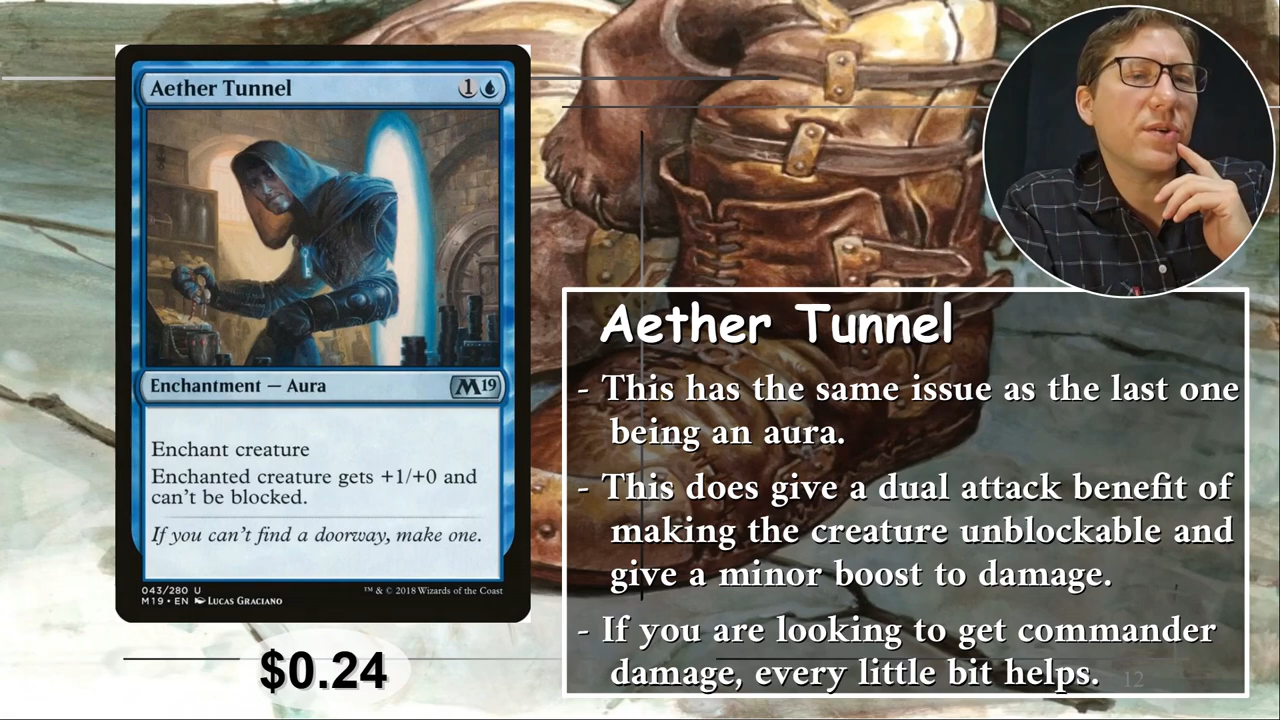 Aether Tunnel 1
Enchantment — Aura M19
Enchant creature
Enchanted creature gets +1/+0 and
can't be blocked.
If you can't find a doorway, make one.
043/280 U
M19 • EN Lucas Graciano
™ & © 2018 Wizards of the Coast
$0.24
Aether Tunnel
- This has the same issue as the last one
being an aura.
- This does give a dual attack benefit of
making the creature unblockable and
give a minor boost to damage.
- If you are looking to get commander
damage, every little bit helps.
12